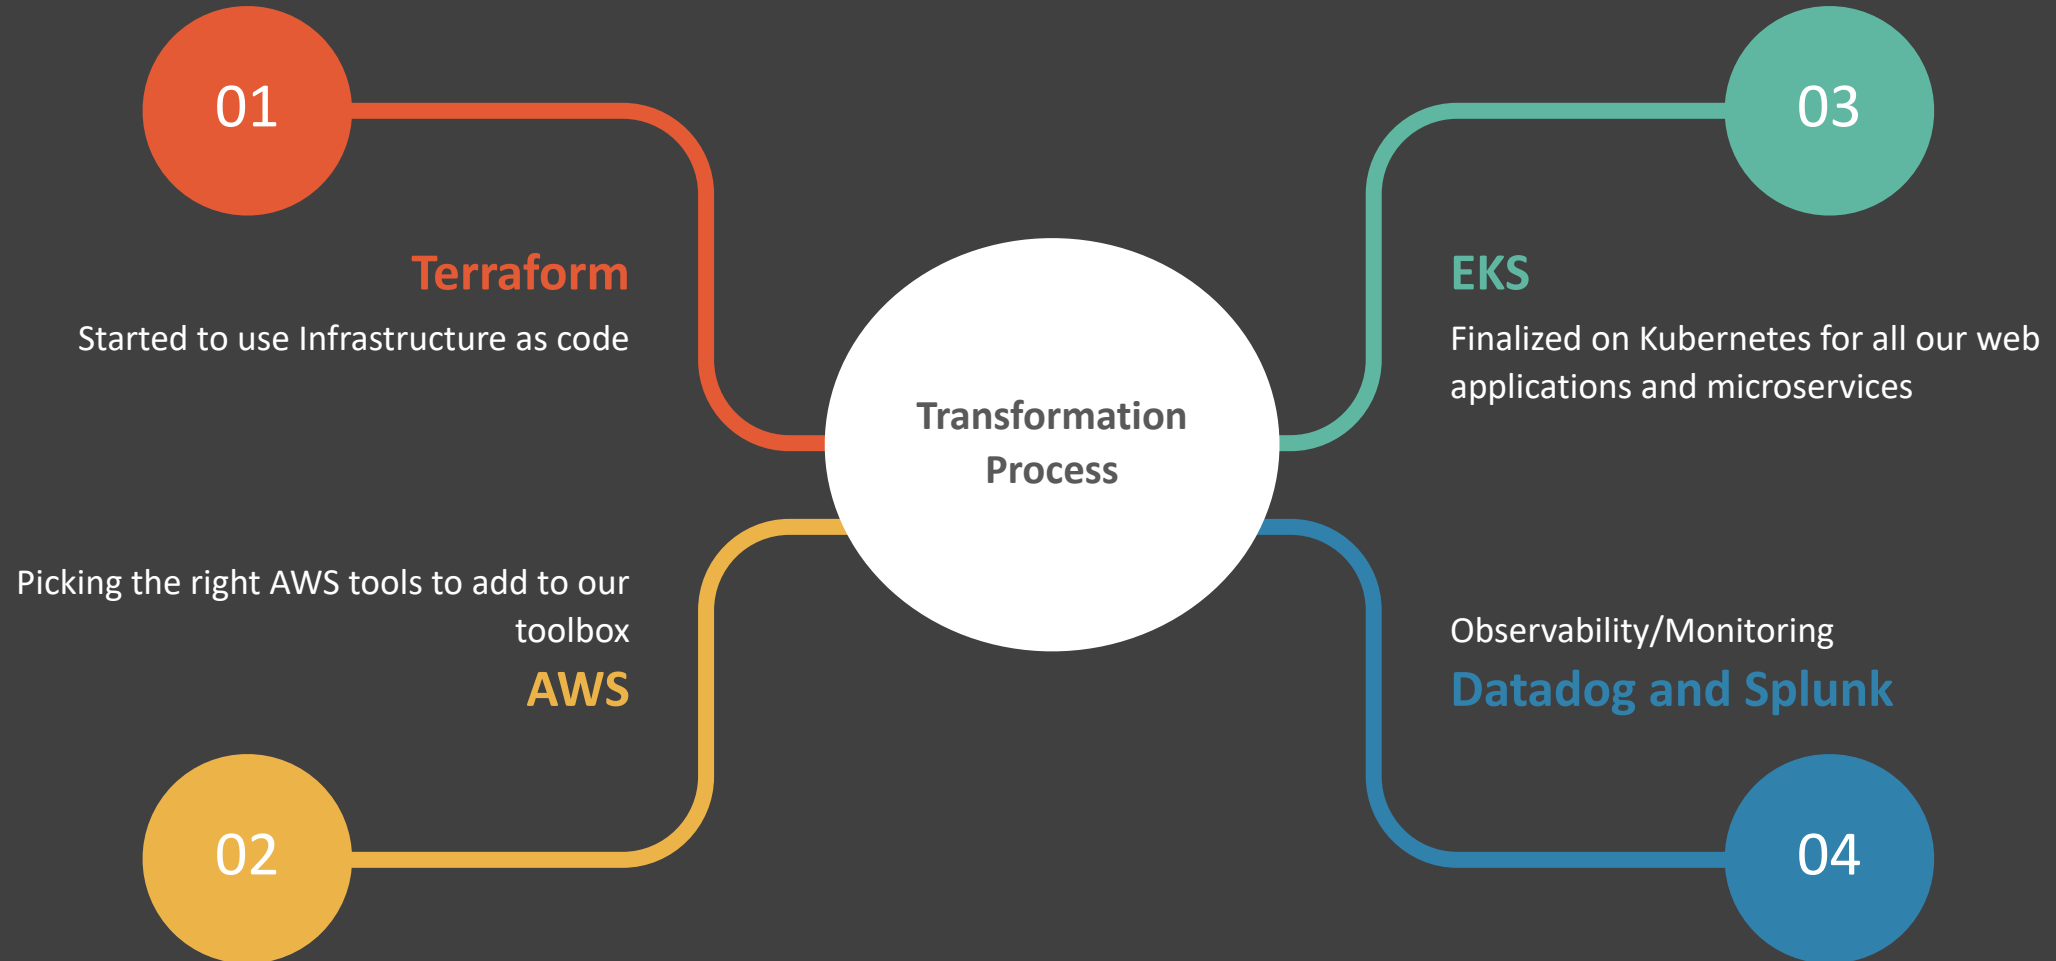 01
Terraform
Started to use Infrastructure as code
Picking the right AWS tools to add to our
toolbox
AWS
02
Transformation
Process
03
EKS
Finalized on Kubernetes for all our web
applications and microservices
Observability/Monitoring
Datadog and Splunk
04